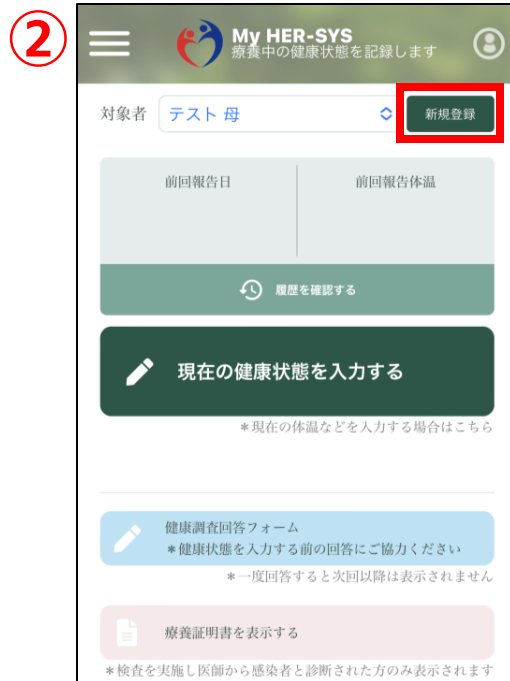 ②
My HER-SYS
療養中の健康状態を記録します
対象者 テスト 母 新規登録
前回報告日 前回報告体温
履歴を確認する
現在の健康状態を入力する
＊現在の体温などを入力する場合はこちら
健康調査回答フォーム
＊健康状態を入力する前の回答にご協力ください
＊一度回答すると次回以降は表示されません
療養証明書を表示する
＊検査を実施し医師から感染者と診断された方のみ表示されます